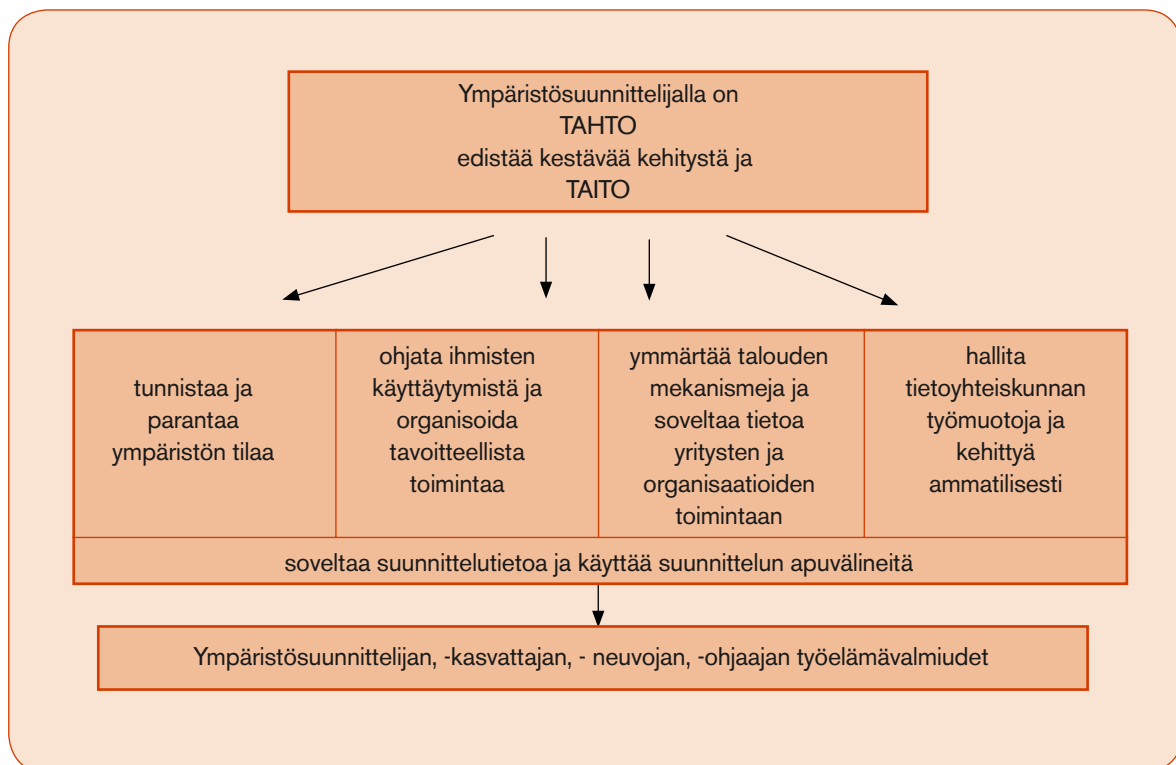 Ympäristösuunnittelijalla on
TAHTO
edistää kestävää kehitystä ja
TAITO
tunnistaa ja
parantaa
ympäristön tilaa
ohjata ihmisten
käyttäytymistä ja
organisoida
tavoitteellista
toimintaa
ymmärtää talouden
mekanismeja ja
soveltaa tietoa
yritysten ja
organisaatioiden
toimintaan
hallita
tietoyhteiskunnan
työmuotoja ja
kehittyä
ammatilisesti
soveltaa suunnittelutietoa ja käyttää suunnittelun apuvälineitä
Ympäristösuunnittelijan, -kasvattajan, - neuvojan, -ohjaajan työelämävalmiudet